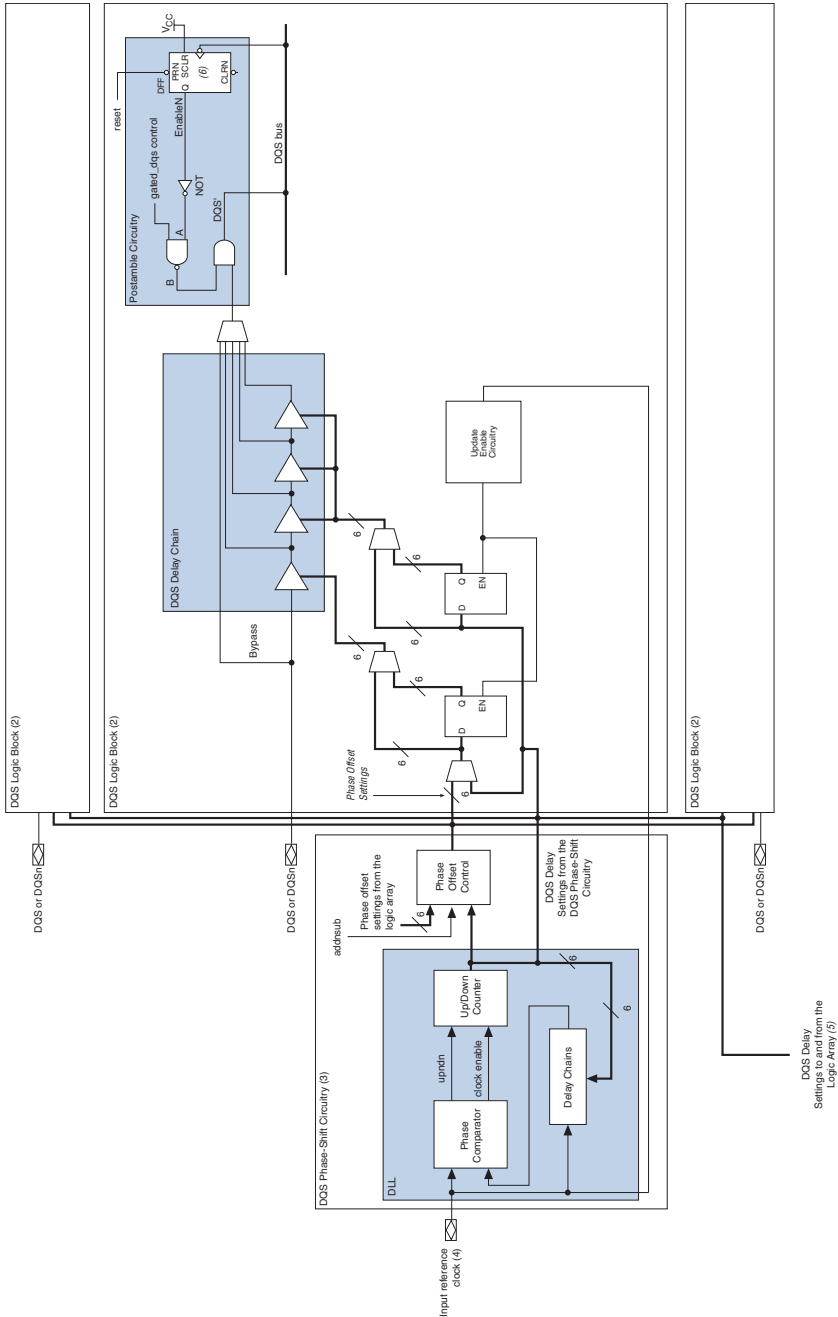 DQS Logic Block (2)
DQS or DQSn
DQS Logic Block (2)
Postamble Circuitry
reset
VCC
DFF
PRN
SCLR
Q
(6)
CLRN
EnableN
gated_dqs control
NOT
A
B
DQS'
DQS bus
DQS Delay Chain
Bypass
DQS or DQSn
6
6
6
6
6
6
Update
Enable
Circuitry
D
Q
EN
D
Q
EN
Phase Offset
Settings
6
DQS Phase-Shift Circuitry (3)
addnsub
Phase offset
settings from the
logic array
6
Phase
Offset
Control
DQS Delay
Settings from the
DQS Phase-Shift
Circuitry
DLL
Input reference
clock (4)
Phase
Comparator
upndn
clock enable
Up/Down
Counter
Delay Chains
6
6
DQS Logic Block (2)
DQS or DQSn
DQS Delay
Settings to and from the
Logic Array (5)